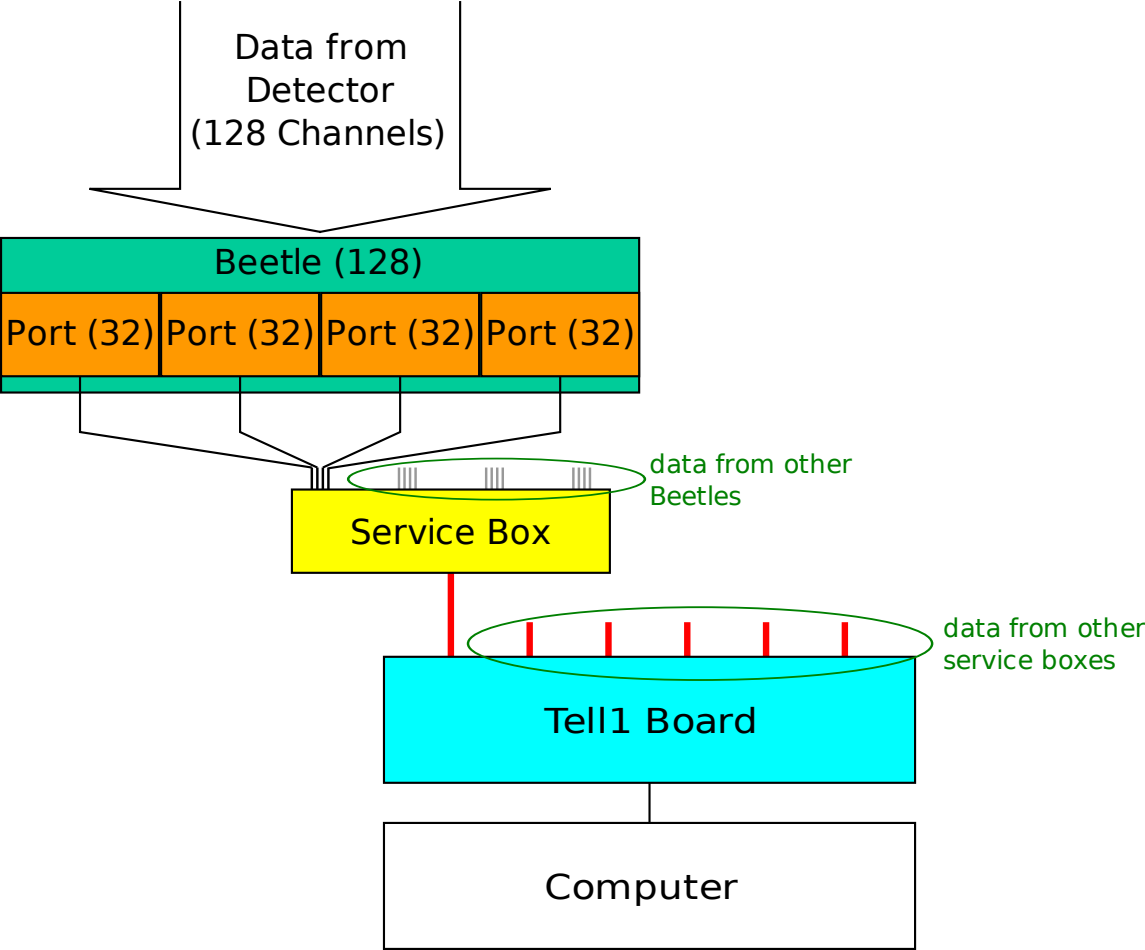 Data from
Detector
(128 Channels)
Beetle (128)
Port (32) Port (32) Port (32) Port (32)
data from other
Beetles
Service Box
data from other
service boxes
Tell1 Board
Computer